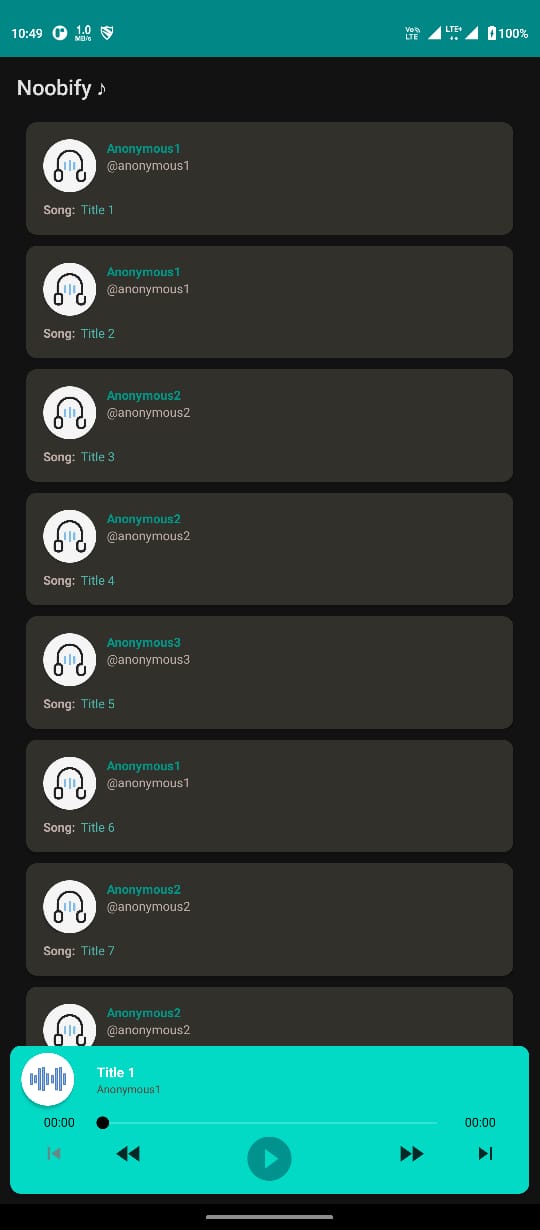 10:49 1.0 MB/s Vo LTE LTE+ 100%
Noobify ♪
Anonymous1
@anonymous1
Song: Title 1
Anonymous1
@anonymous1
Song: Title 2
Anonymous2
@anonymous2
Song: Title 3
Anonymous2
@anonymous2
Song: Title 4
Anonymous3
@anonymous3
Song: Title 5
Anonymous1
@anonymous1
Song: Title 6
Anonymous2
@anonymous2
Song: Title 7
Anonymous2
@anonymous2
Title 1
Anonymous1
00:00 00:00